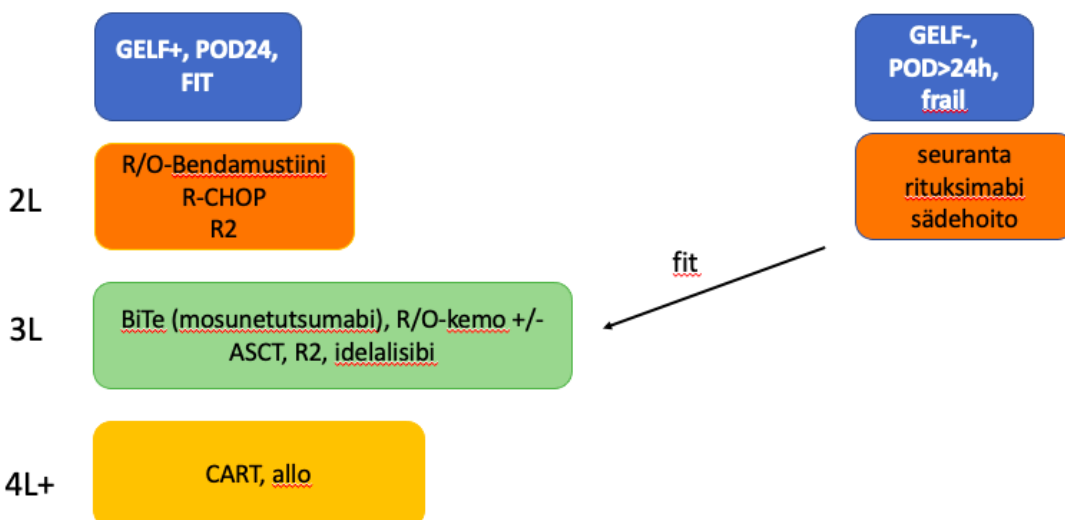 GELF+, POD24,
FIT
GELF-,
POD>24h,
frail
2L
R/O-Bendamustiini
R-CHOP
R2
seuranta
rituksimabi
sädehoito
fit
3L
BiTe (mosunetutsumabi), R/O-kemo +/-
ASCT, R2, idelalisibi
4L+
CART, allo